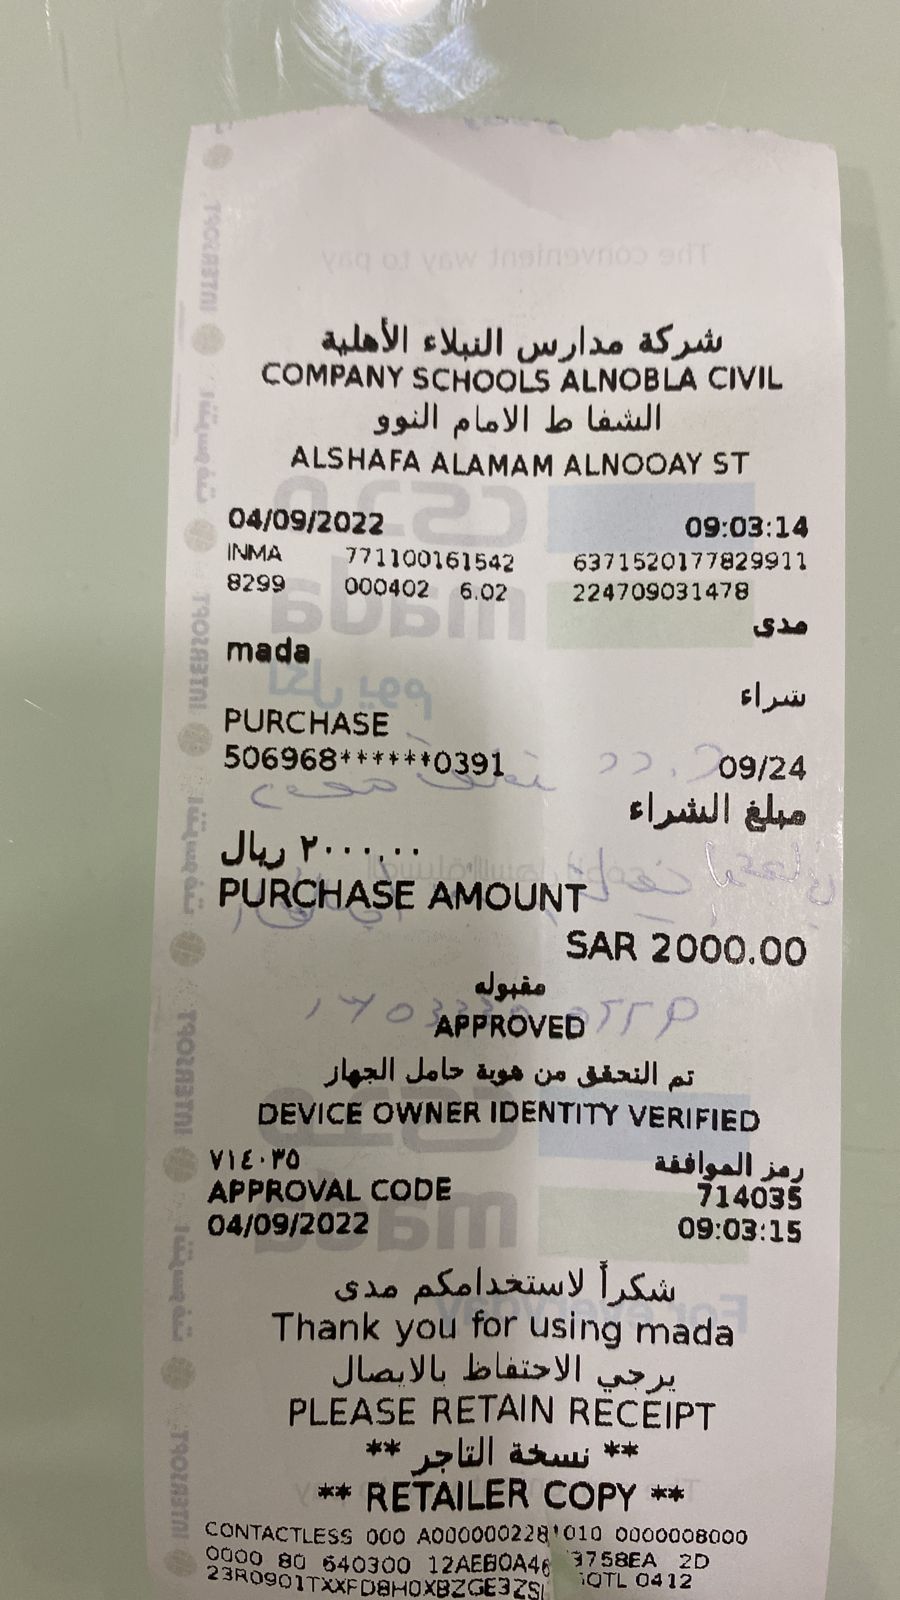 The convenient way to pay
شركة مدارس النبلاء الأهلية
COMPANY SCHOOLS ALNOBLA CIVIL
الشفا ط الامام النوو
ALSHAFA ALAMAM ALNOOAY ST
04/09/2022 09:03:14
INMA 771100161542 6371520177829911
8299 000402 6.02 224709031478
مدى
mada
شراء
PURCHASE
506968******0391 09/24
مبلغ الشراء
٢٠٠٠.٠٠ ريال
PURCHASE AMOUNT
SAR 2000.00
مقبوله
APPROVED
تم التحقق من هوية حامل الجهاز
DEVICE OWNER IDENTITY VERIFIED
رمز الموافقة ٧١٤٠٣٥
APPROVAL CODE 714035
04/09/2022 09:03:15
شكراً لاستخدامكم مدى
Thank you for using mada
يرجي الاحتفاظ بالايصال
PLEASE RETAIN RECEIPT
** نسخة التاجر **
** RETAILER COPY **
CONTACTLESS 000 A0000002281010 0000008000
0000 80 640300 12AEB0A46 3758EA 2D
QTL 0412